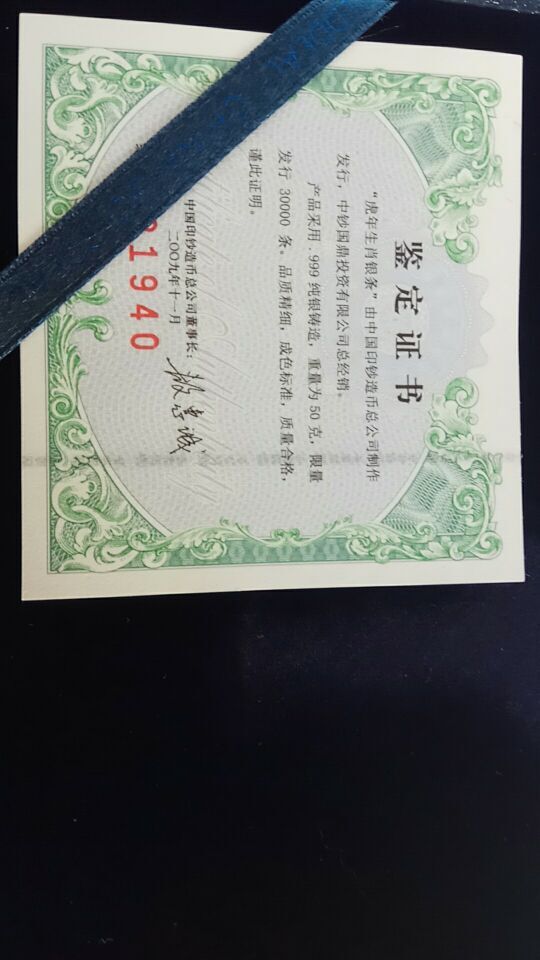 鉴定证书
“虎年生肖银条”由中国印钞造币总公司制作
发行，中钞国鼎投资有限公司总经销。
产品采用.999纯银铸造，重量为50克，限量
发行30000条。品质精细，成色标准，质量合格，
谨此证明。
中国印钞造币总公司董事长：
二〇〇九年十一月
1940